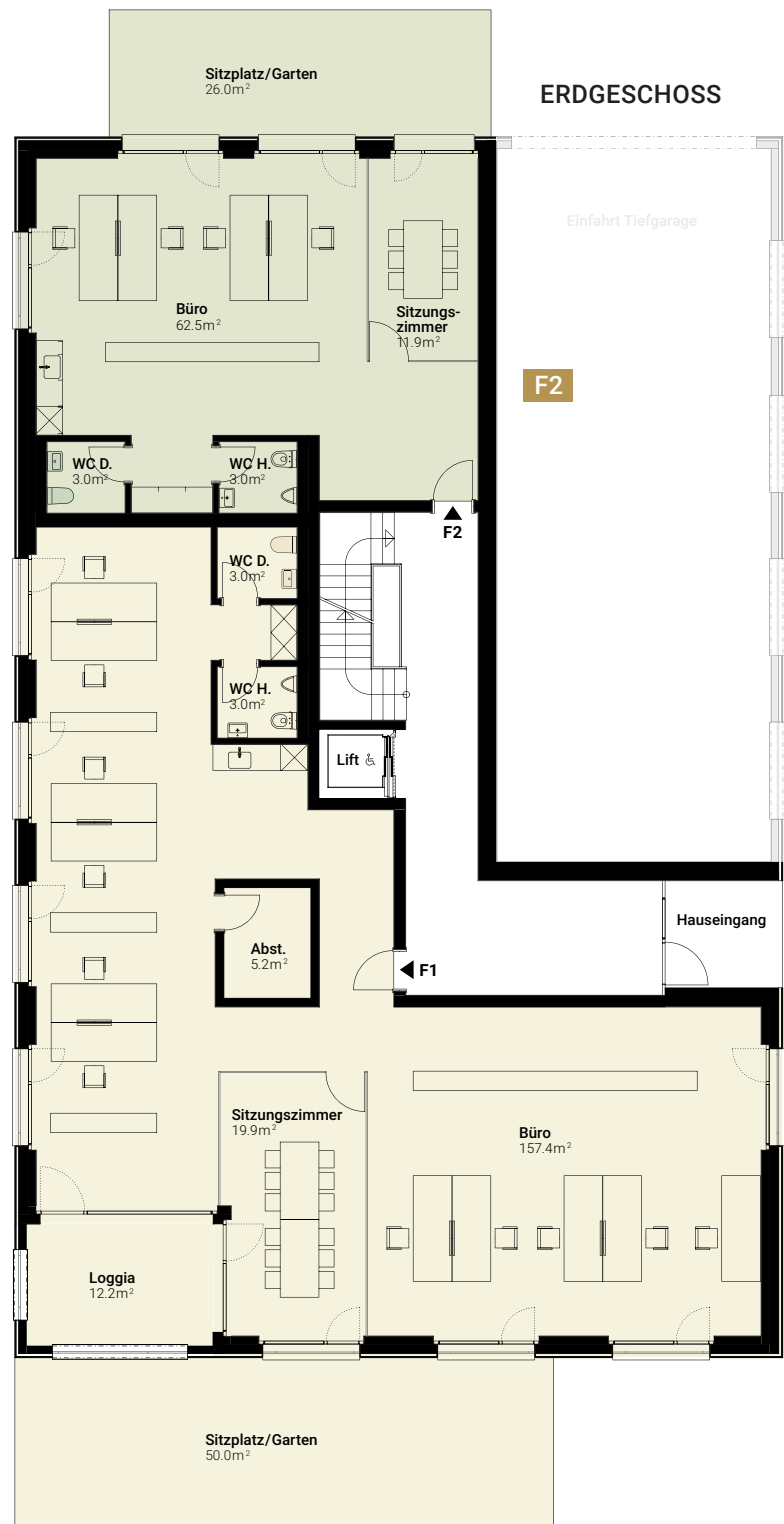 Sitzplatz/Garten
26.0m²
ERDGESCHOSS
Einfahrt Tiefgarage
Büro
62.5m²
Sitzungs-
zimmer
11.9m²
F2
WC D.
3.0m²
WC H.
3.0m²
F2
WC D.
3.0m²
WC H.
3.0m²
Lift
Hauseingang
Abst.
5.2m²
F1
Sitzungszimmer
19.9m²
Büro
157.4m²
Loggia
12.2m²
Sitzplatz/Garten
50.0m²